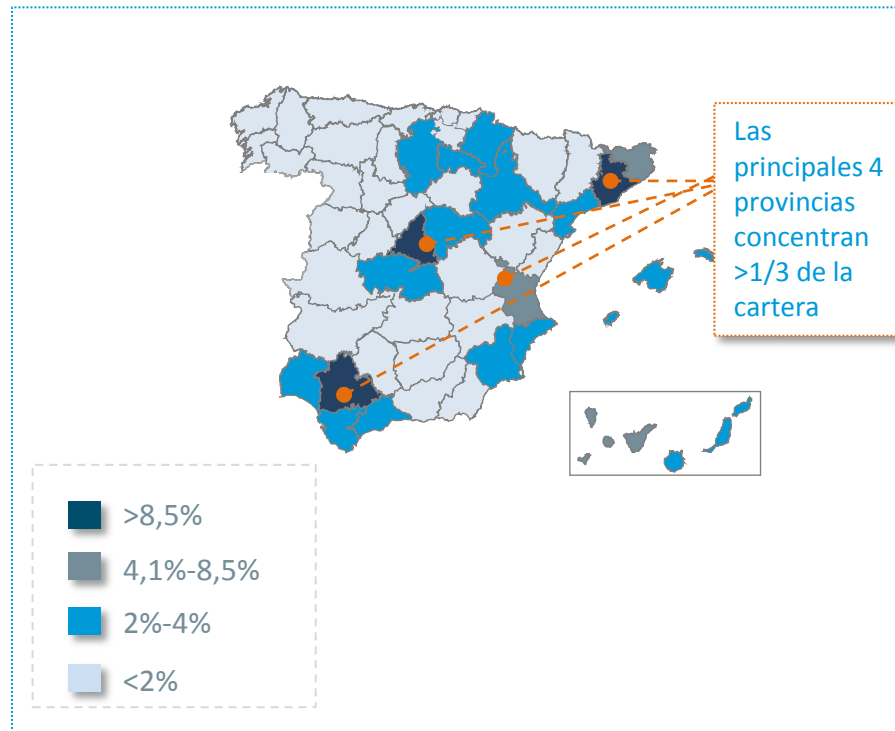 Las
principales 4
provincias
concentran
>1/3 de la
cartera
>8,5%
4,1%-8,5%
2%-4%
<2%